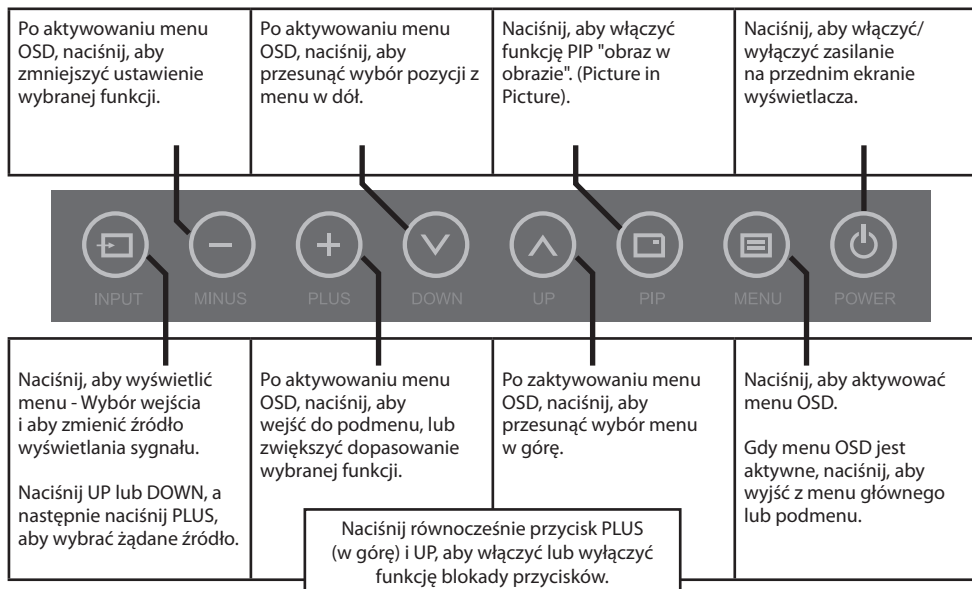 Po aktywowaniu menu
OSD, naciśnij, aby
zmniejszyć ustawienie
wybranej funkcji.
Po aktywowaniu menu
OSD, naciśnij, aby
przesunąć wybór pozycji z
menu w dół.
Naciśnij, aby włączyć
funkcję PIP "obraz w
obrazie". (Picture in
Picture).
Naciśnij, aby włączyć/
wyłączyć zasilanie
na przednim ekranie
wyświetlacza.
INPUT
MINUS
PLUS
DOWN
UP
PIP
MENU
POWER
Naciśnij, aby wyświetlić
menu - Wybór wejścia
i aby zmienić źródło
wyświetlania sygnału.
Naciśnij UP lub DOWN, a
następnie naciśnij PLUS,
aby wybrać żądane źródło.
Po aktywowaniu menu
OSD, naciśnij, aby
wejść do podmenu, lub
zwiększyć dopasowanie
wybranej funkcji.
Po zaktywowaniu menu
OSD, naciśnij, aby
przesunąć wybór menu
w górę.
Naciśnij, aby aktywować
menu OSD.
Gdy menu OSD jest
aktywne, naciśnij, aby
wyjść z menu głównego
lub podmenu.
Naciśnij równocześnie przycisk PLUS
(w górę) i UP, aby włączyć lub wyłączyć
funkcję blokady przycisków.